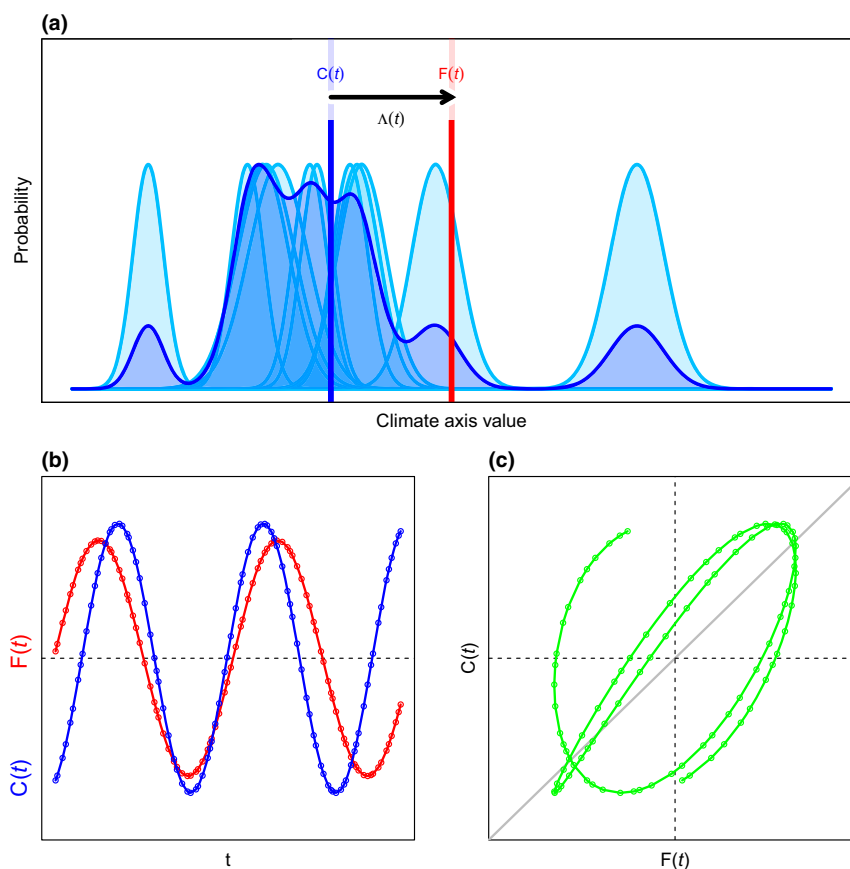 (a)
C(t) F(t)
Λ(t)
Probability
Climate axis value
(b)
F(t)
C(t)
t
(c)
C(t)
F(t)